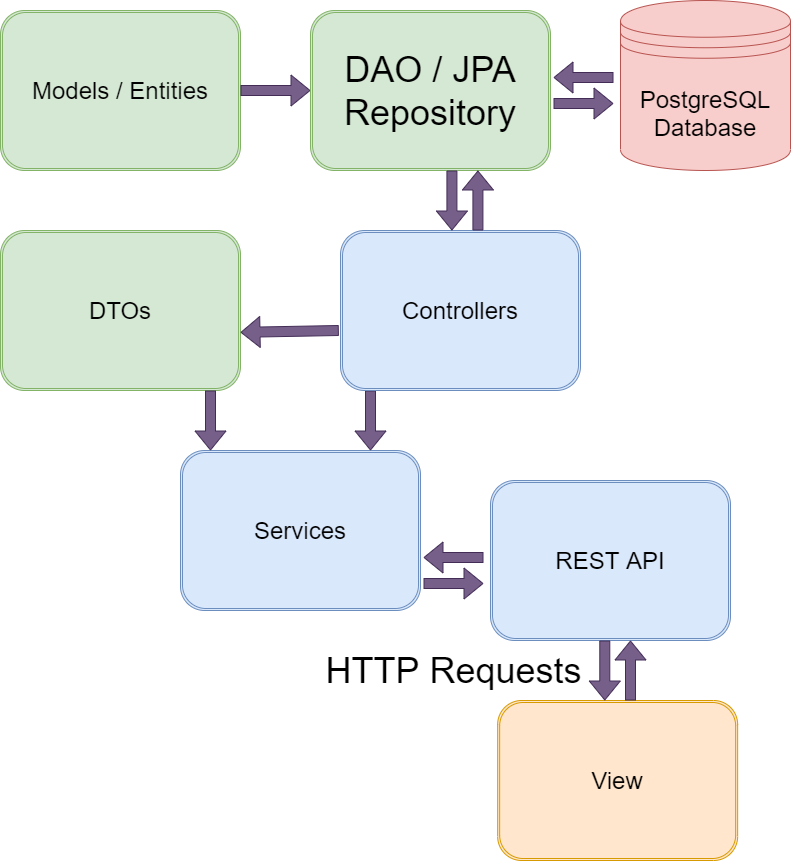 Models / Entities
DAO / JPA
Repository
PostgreSQL
Database
DTOs
Controllers
Services
REST API
HTTP Requests
View